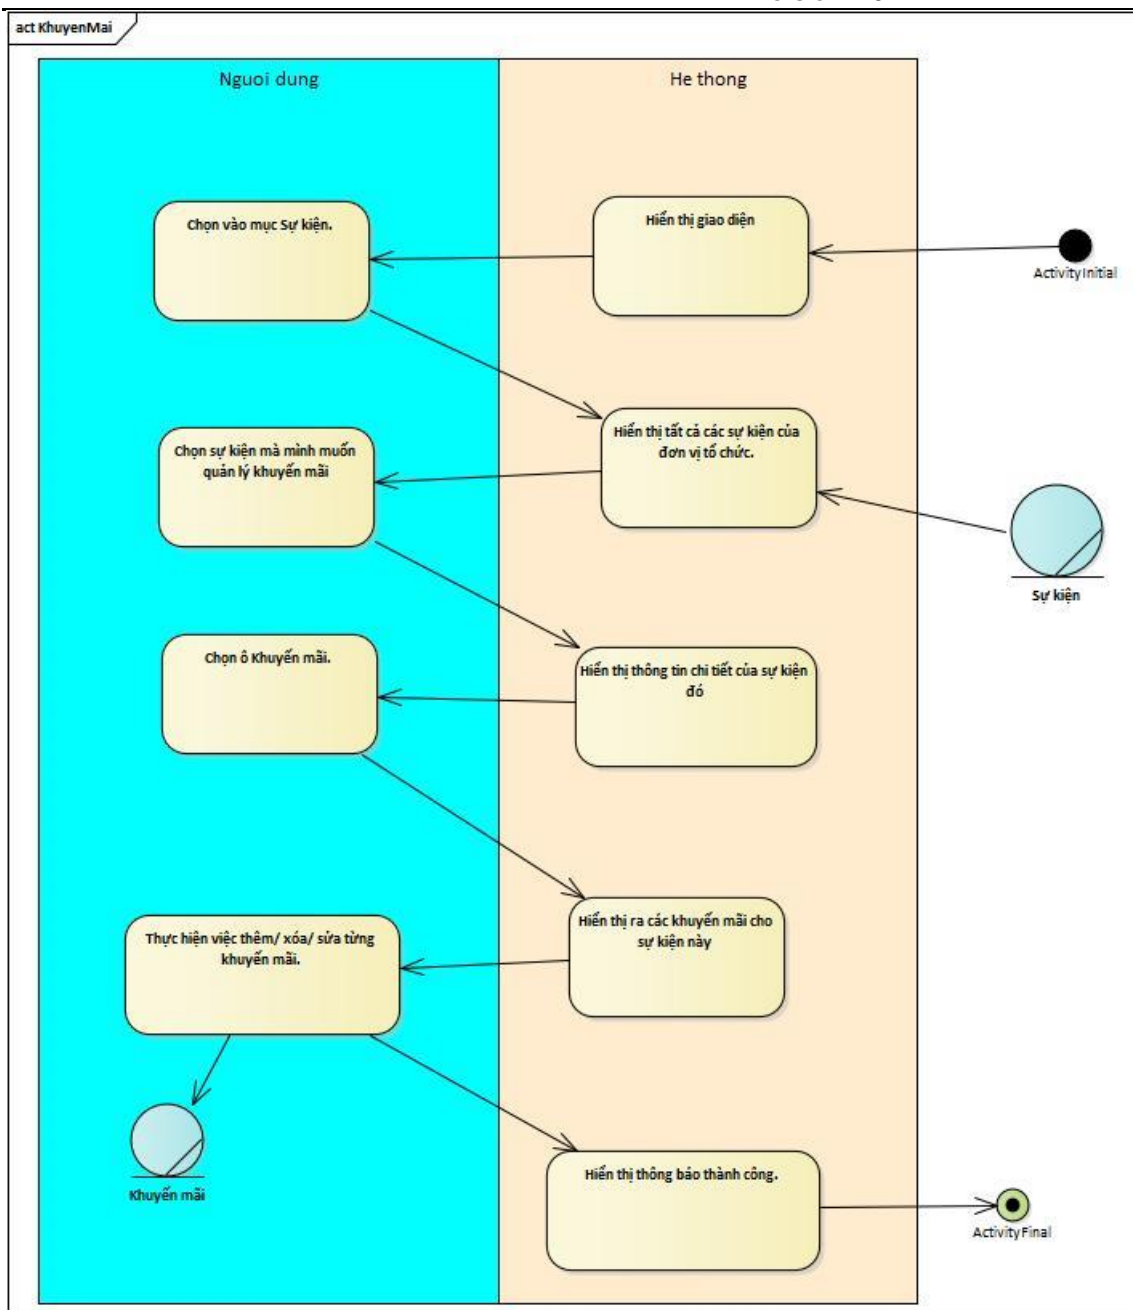 act KhuyenMai
Nguoi dung
He thong
Chọn vào mục Sự kiện.
Hiển thị giao diện
ActivityInitial
Chọn sự kiện mà mình muốn
quản lý khuyến mãi
Hiển thị tất cả các sự kiện của
đơn vị tổ chức.
Sự kiện
Chọn ô Khuyến mãi.
Hiển thị thông tin chi tiết của sự kiện
đó
Thực hiện việc thêm/ xóa/ sửa từng
khuyến mãi.
Hiển thị ra các khuyến mãi cho
sự kiện này
Khuyến mãi
Hiển thị thông báo thành công.
ActivityFinal